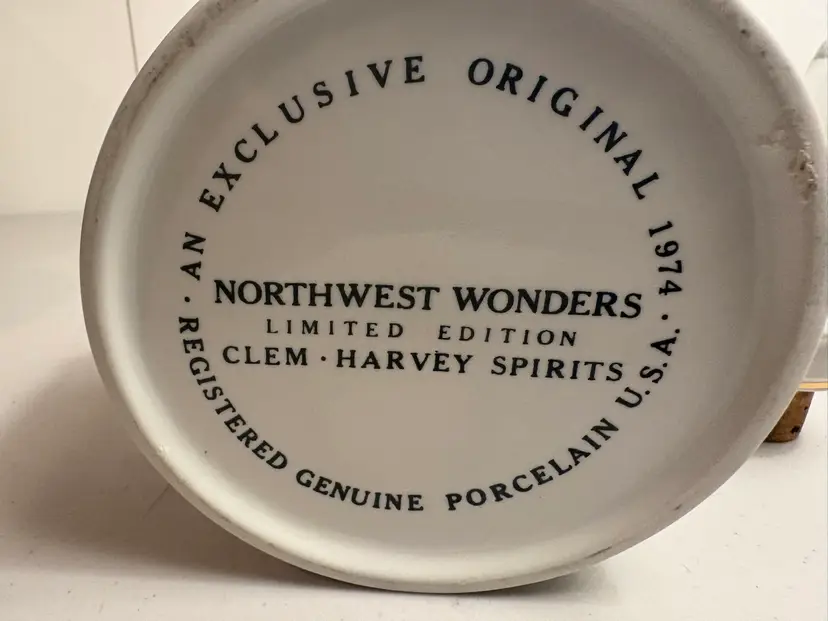 · AN EXCLUSIVE ORIGINAL 1974 ·
NORTHWEST WONDERS
LIMITED EDITION
CLEM · HARVEY SPIRITS
REGISTERED GENUINE PORCELAIN U.S.A.